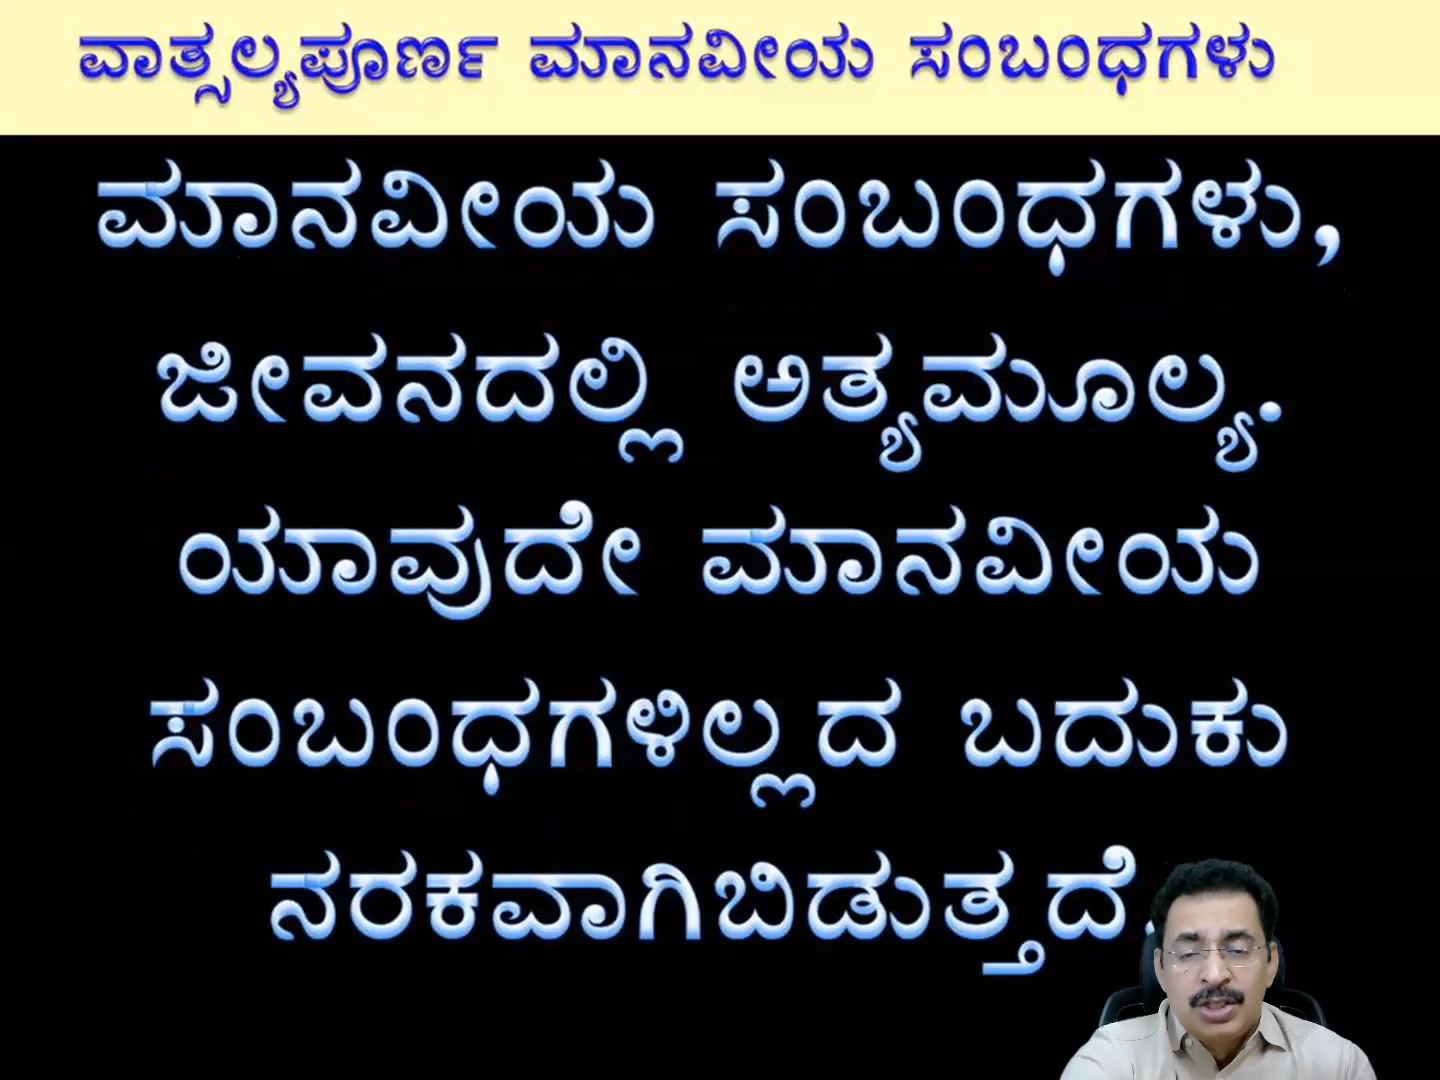 ವಾತ್ಸಲ್ಯಪೂರ್ಣ ಮಾನವೀಯ ಸಂಬಂಧಗಳು
ಮಾನವೀಯ ಸಂಬಂಧಗಳು,
ಜೀವನದಲ್ಲಿ ಅತ್ಯಮೂಲ್ಯ.
ಯಾವುದೇ ಮಾನವೀಯ
ಸಂಬಂಧಗಳಿಲ್ಲದ ಬದುಕು
ನರಕವಾಗಿಬಿಡುತ್ತದೆ.